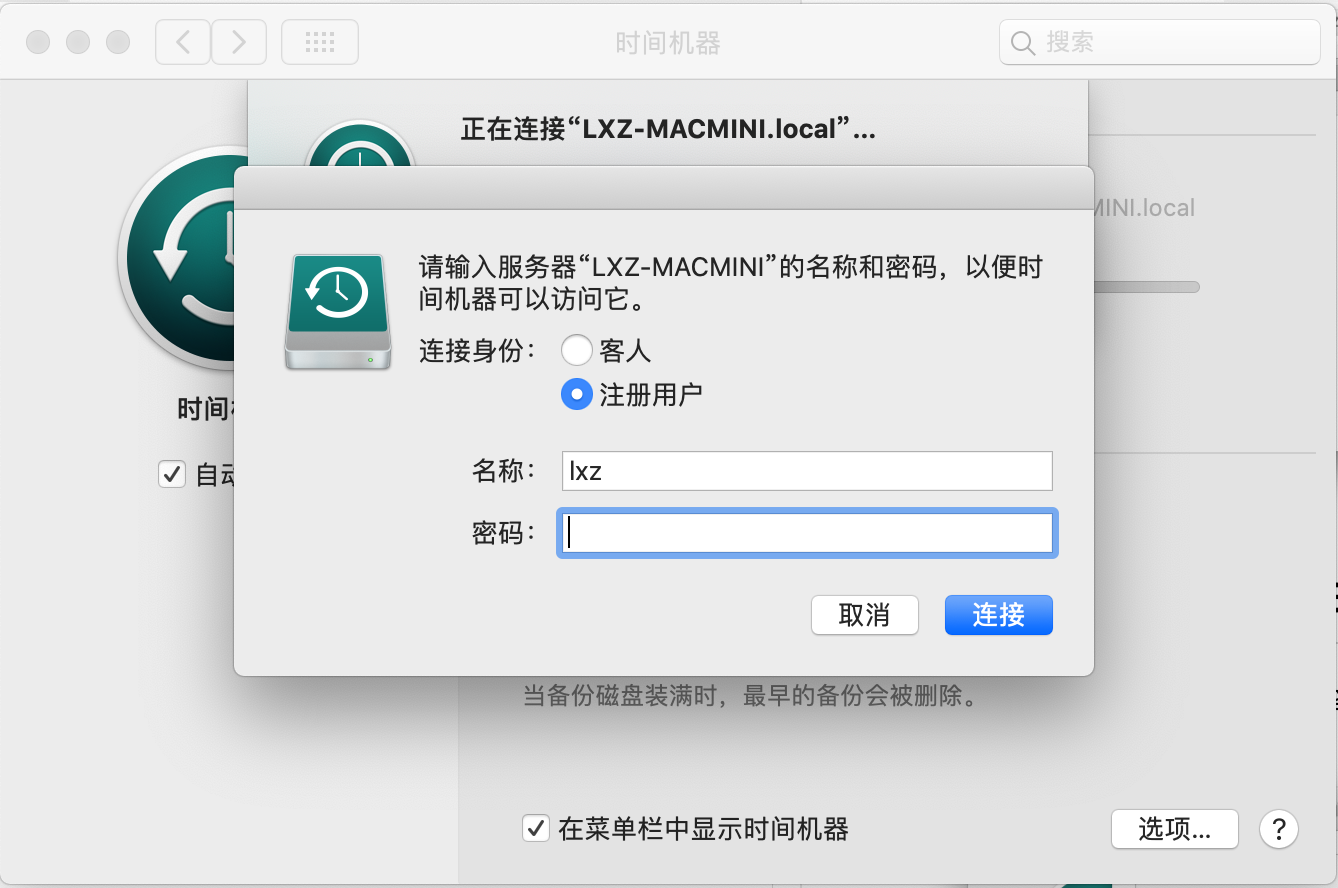 时间机器
搜索
正在连接“LXZ-MACMINI.local”...
MINI.local
请输入服务器“LXZ-MACMINI”的名称和密码，以便时
间机器可以访问它。
连接身份：
客人
注册用户
时间
自动
名称：
lxz
密码：
取消
连接
当备份磁盘装满时，最早的备份会被删除。
在菜单栏中显示时间机器
选项...
?